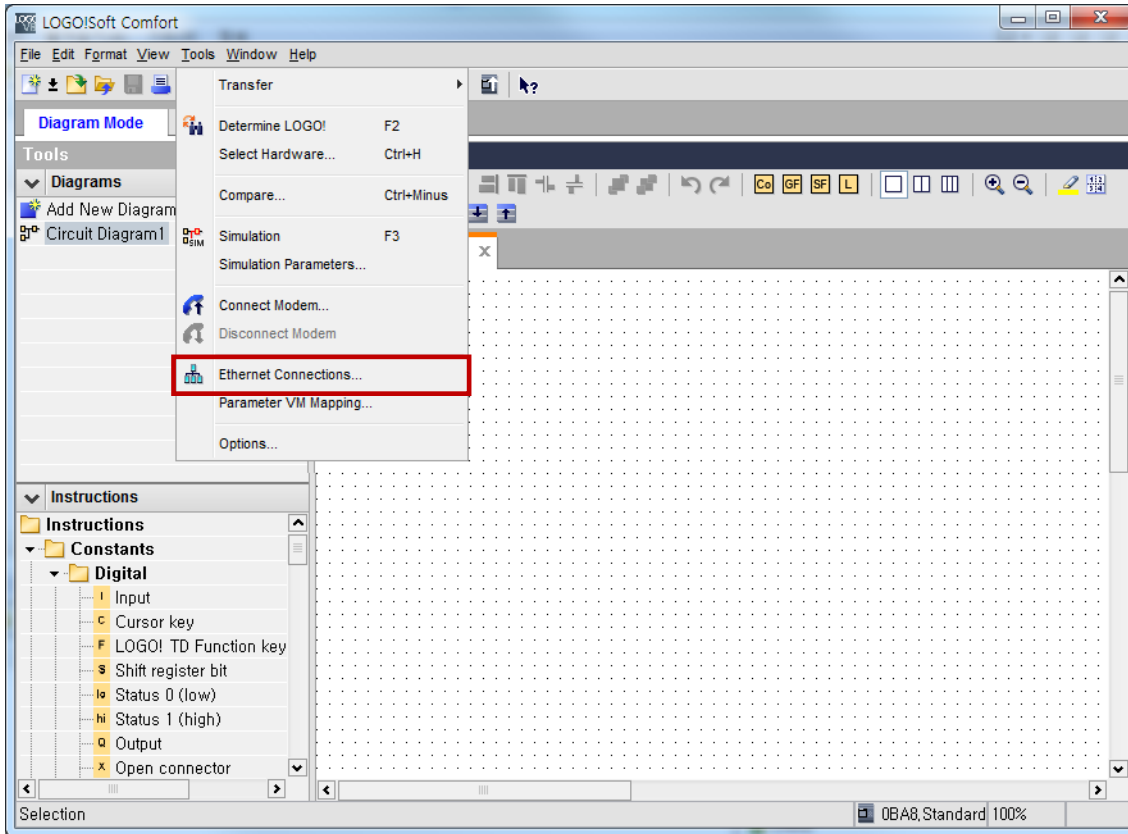 LOGO!Soft Comfort
File Edit Format View Tools Window Help
Transfer
Diagram Mode
Determine LOGO! F2
Select Hardware... Ctrl+H
Compare... Ctrl+Minus
Simulation F3
Simulation Parameters...
Connect Modem...
Disconnect Modem
Ethernet Connections...
Parameter VM Mapping...
Options...
Tools
Diagrams
Add New Diagram
Circuit Diagram1
Co GF SF L
Instructions
Instructions
Constants
Digital
I Input
C Cursor key
F LOGO! TD Function key
S Shift register bit
lo Status 0 (low)
hi Status 1 (high)
Q Output
X Open connector
Selection
0BA8,Standard 100%